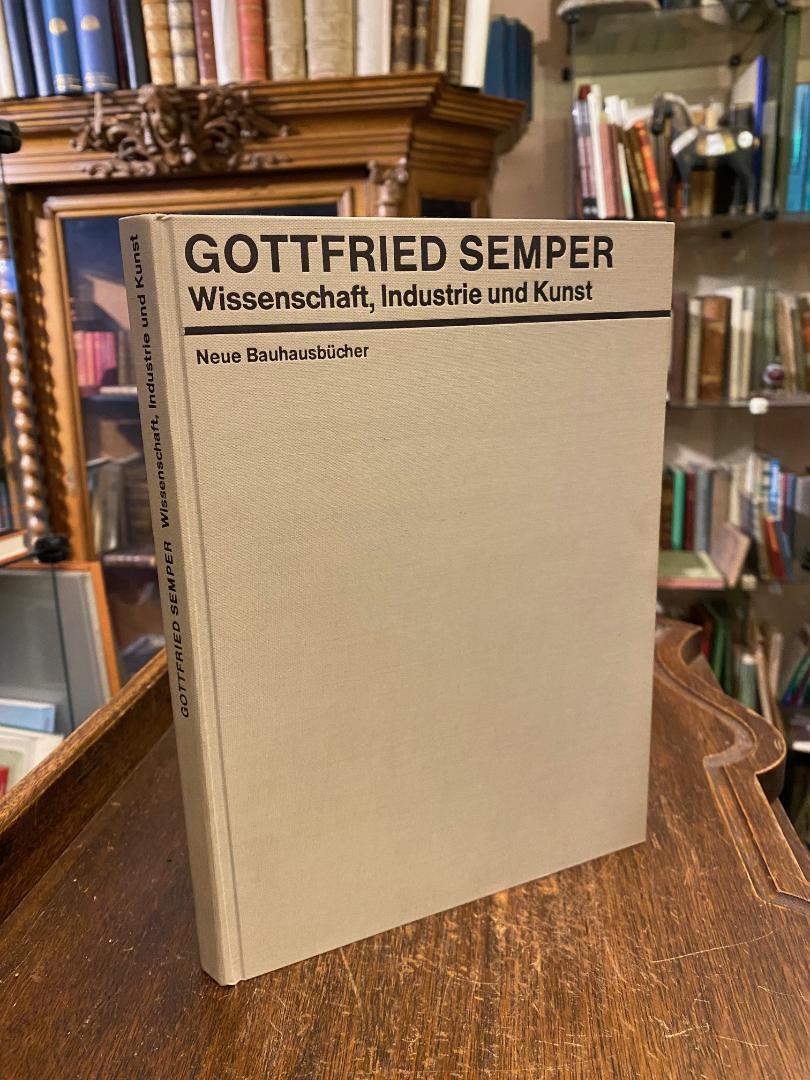 GOTTFRIED SEMPER
Wissenschaft, Industrie und Kunst
Neue Bauhausbücher
GOTTFRIED SEMPER Wissenschaft, Industrie und Kunst